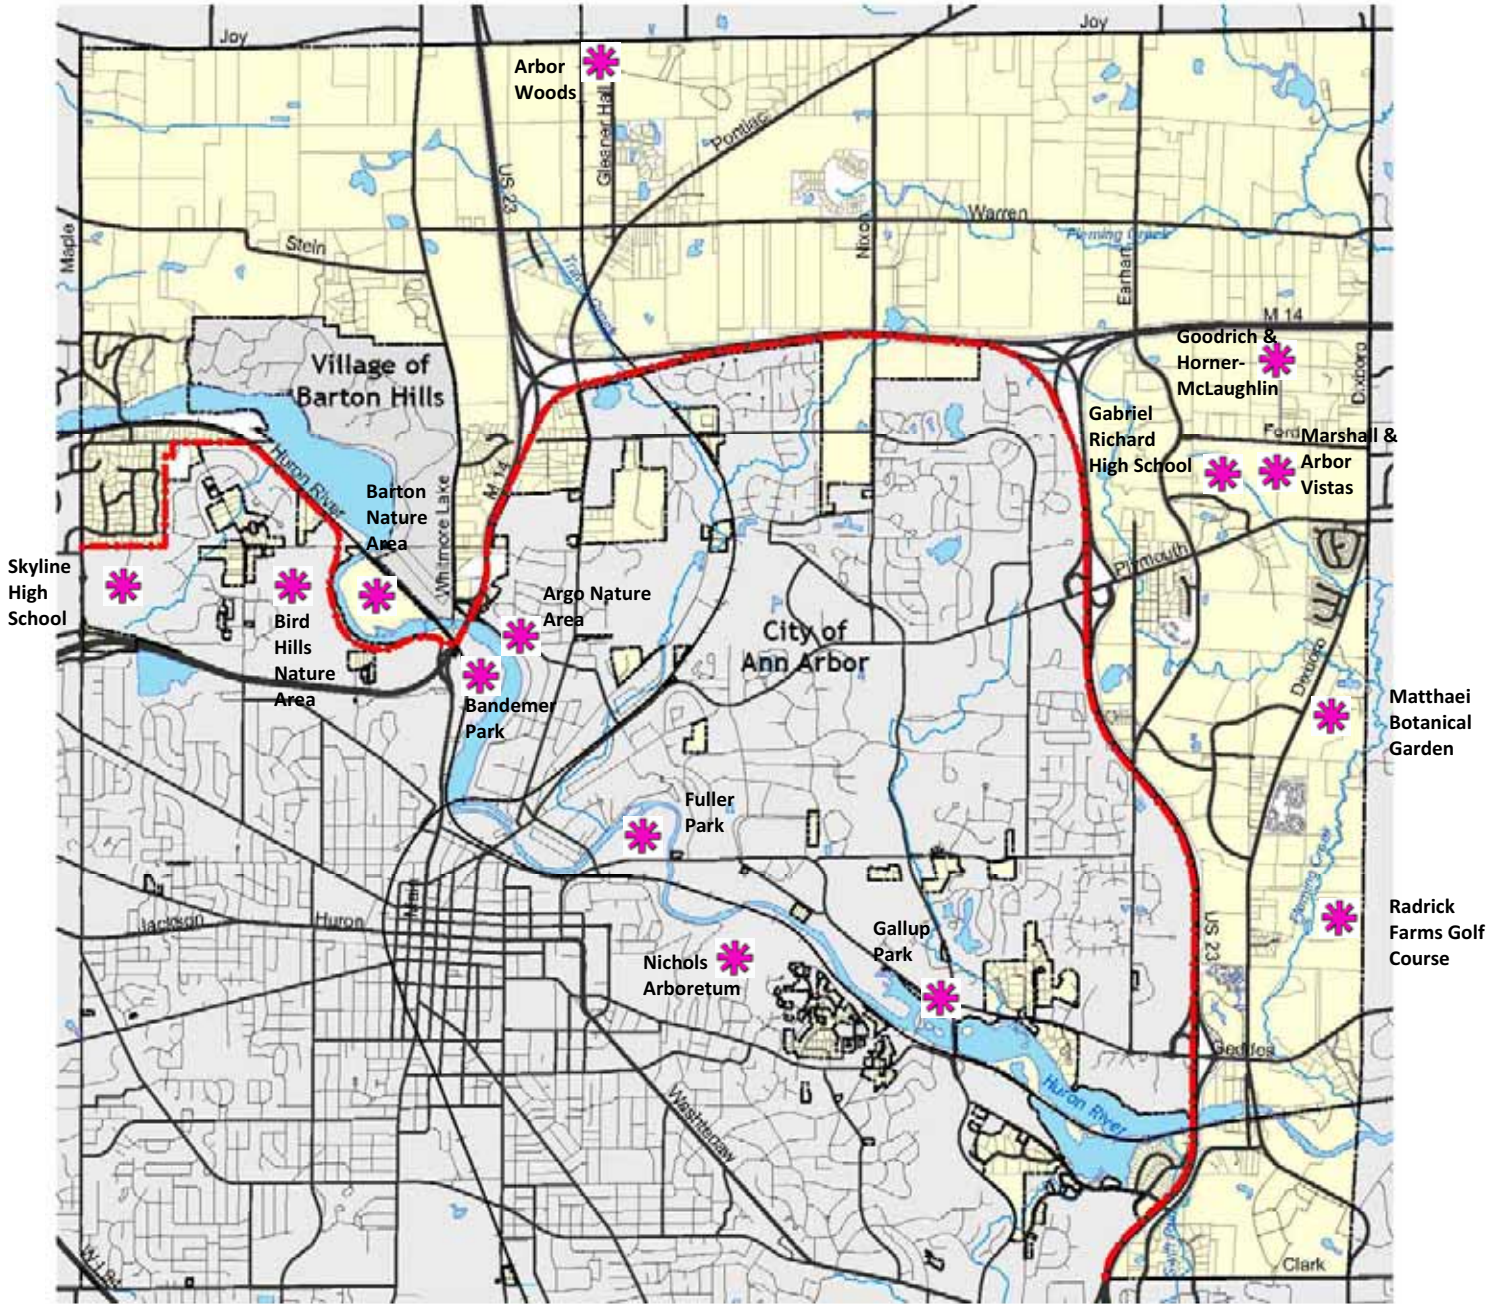 Joy
Joy
Arbor
Woods
Gleaner Hall
Pontiac
US 23
Maple
Stein
Nixon
Warren
Fleming Creek
Earhart
M 14
Village of
Barton Hills
Goodrich &
Horner-
McLaughlin
Dixboro
Gabriel
Richard
High School
Ford
Marshall &
Arbor
Vistas
Huron River
M 14
Whitmore Lake
Barton
Nature
Area
Plymouth
Skyline
High
School
Bird
Hills
Nature
Area
Argo Nature
Area
City of
Ann Arbor
Bandemer
Park
Dixboro
Matthaei
Botanical
Garden
Fuller
Park
Fleming Creek
Jackson
Huron
Main
Gallup
Park
US 23
Radrick
Farms Golf
Course
Nichols
Arboretum
Geddes
Huron River
Washtenaw
Clark
W I 94